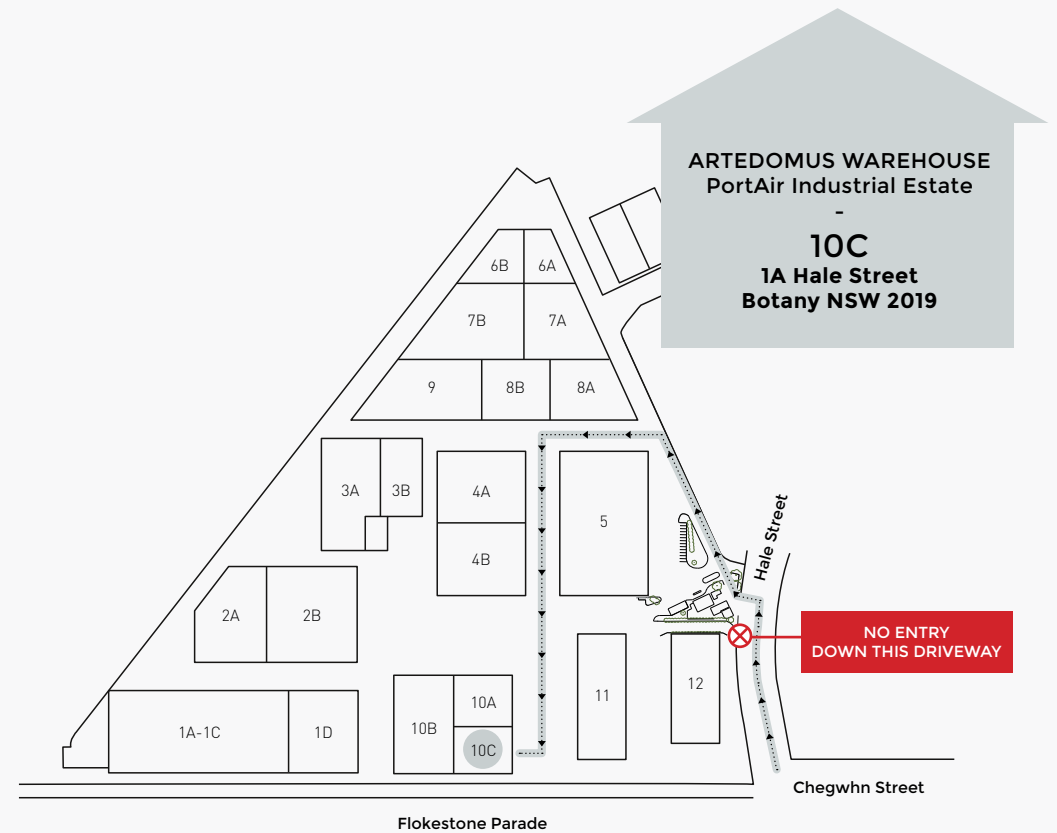 ARTEDOMUS WAREHOUSE
PortAir Industrial Estate
-
10C
1A Hale Street
Botany NSW 2019
6B
6A
7B
7A
9
8B
8A
3A
3B
4A
5
4B
Hale Street
2A
2B
NO ENTRY
DOWN THIS DRIVEWAY
12
11
10A
10B
1A-1C
1D
10C
Chegwhn Street
Flokestone Parade